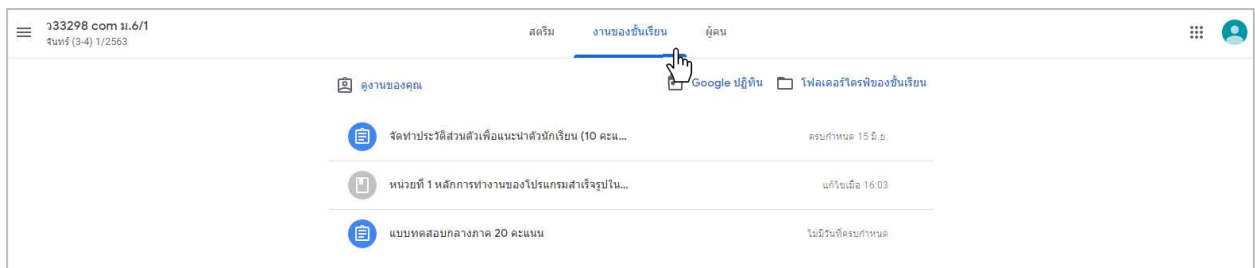 ว33298 com ม.6/1
จันทร์ (3-4) 1/2563
สตรีม งานของชั้นเรียน ผู้คน
ดูงานของคุณ Google ปฏิทิน โฟลเดอร์ไดรฟ์ของชั้นเรียน
จัดทำประวัติส่วนตัวเพื่อแนะนำตัวนักเรียน (10 คะแ... ครบกำหนด 15 มิ.ย.
หน่วยที่ 1 หลักการทำงานของโปรแกรมสำเร็จรูปใน... แก้ไขเมื่อ 16:03
แบบทดสอบกลางภาค 20 คะแนน ไม่มีวันที่ครบกำหนด